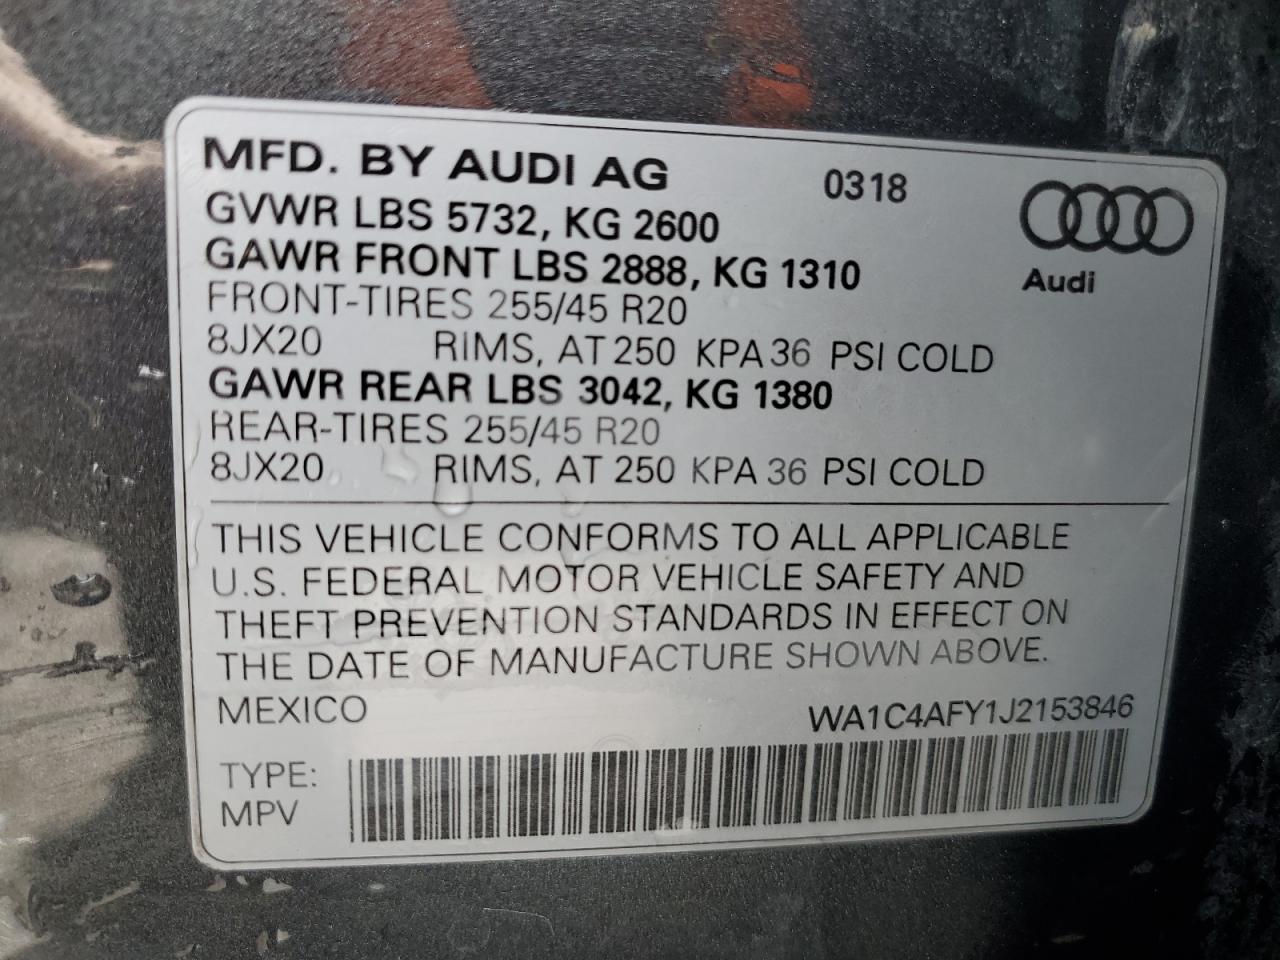 MFD. BY AUDI AG 0318
GVWR LBS 5732, KG 2600
GAWR FRONT LBS 2888, KG 1310
Audi
FRONT-TIRES 255/45 R20
8JX20 RIMS, AT 250 KPA 36 PSI COLD
GAWR REAR LBS 3042, KG 1380
REAR-TIRES 255/45 R20
8JX20 RIMS, AT 250 KPA 36 PSI COLD
THIS VEHICLE CONFORMS TO ALL APPLICABLE
U.S. FEDERAL MOTOR VEHICLE SAFETY AND
THEFT PREVENTION STANDARDS IN EFFECT ON
THE DATE OF MANUFACTURE SHOWN ABOVE.
MEXICO WA1C4AFY1J2153846
TYPE:
MPV